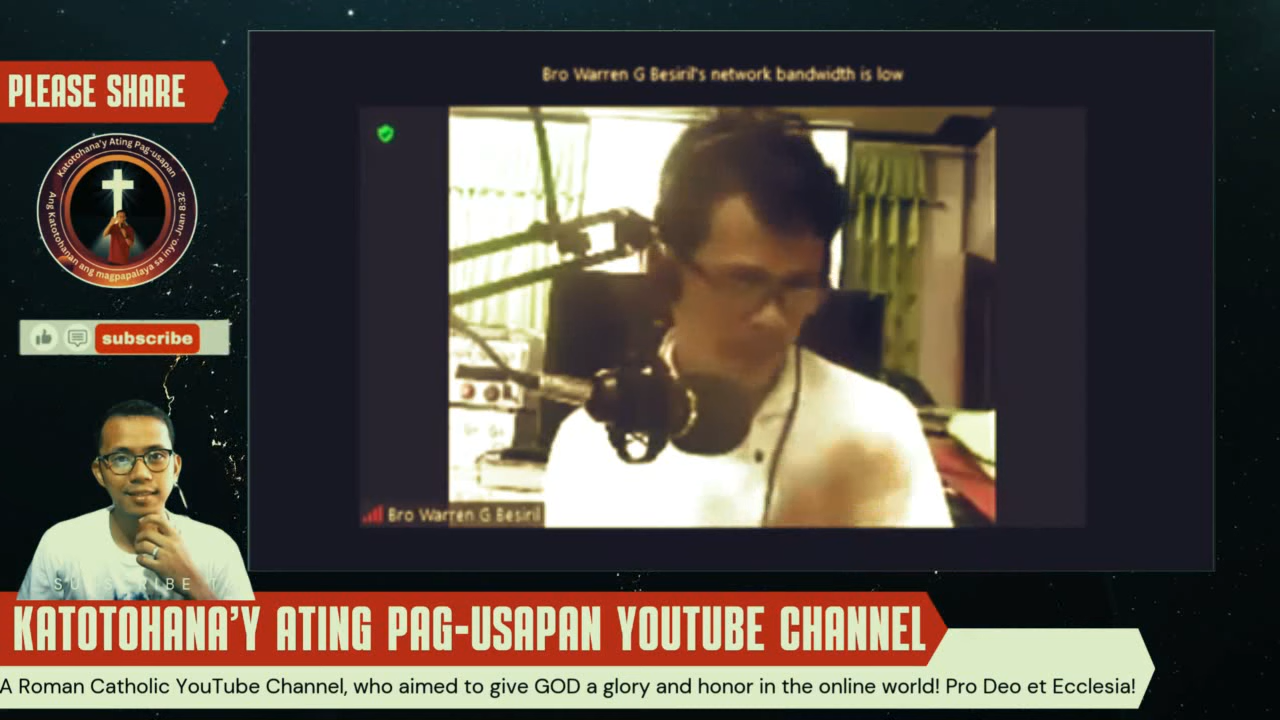 PLEASE SHARE
Katotohana'y Ating Pag-usapan
Ang Katotohanan ang magpapalaya sa inyo. Juan 8:32
subscribe
Bro Warren G Besiril's network bandwidth is low
Bro Warren G Besiril
SUBSCRIBE
KATOTOHANA'Y ATING PAG-USAPAN YOUTUBE CHANNEL
A Roman Catholic YouTube Channel, who aimed to give GOD a glory and honor in the online world! Pro Deo et Ecclesia!